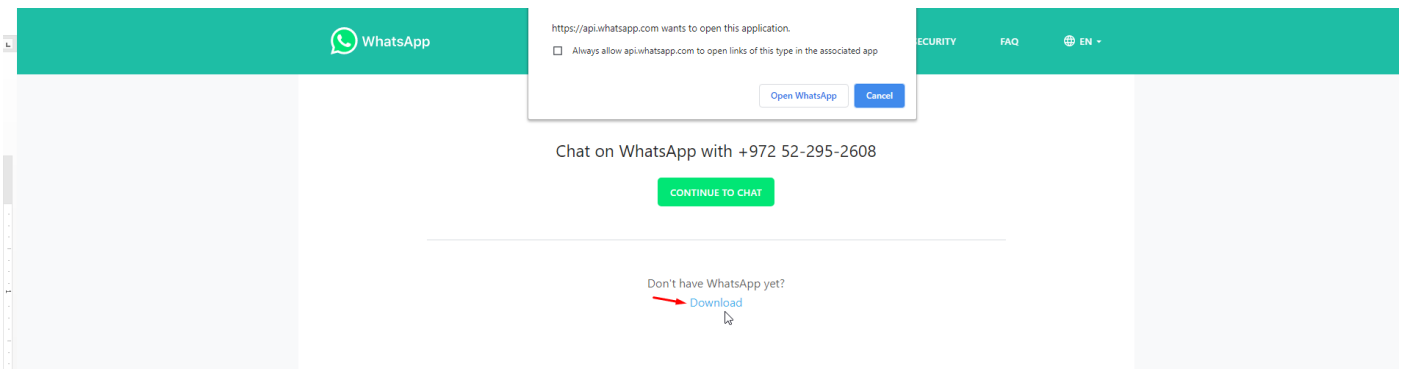 WhatsApp
https://api.whatsapp.com wants to open this application.
Always allow api.whatsapp.com to open links of this type in the associated app
Open WhatsApp Cancel
FAQ EN
Chat on WhatsApp with +972 52-295-2608
CONTINUE TO CHAT
Don't have WhatsApp yet?
Download